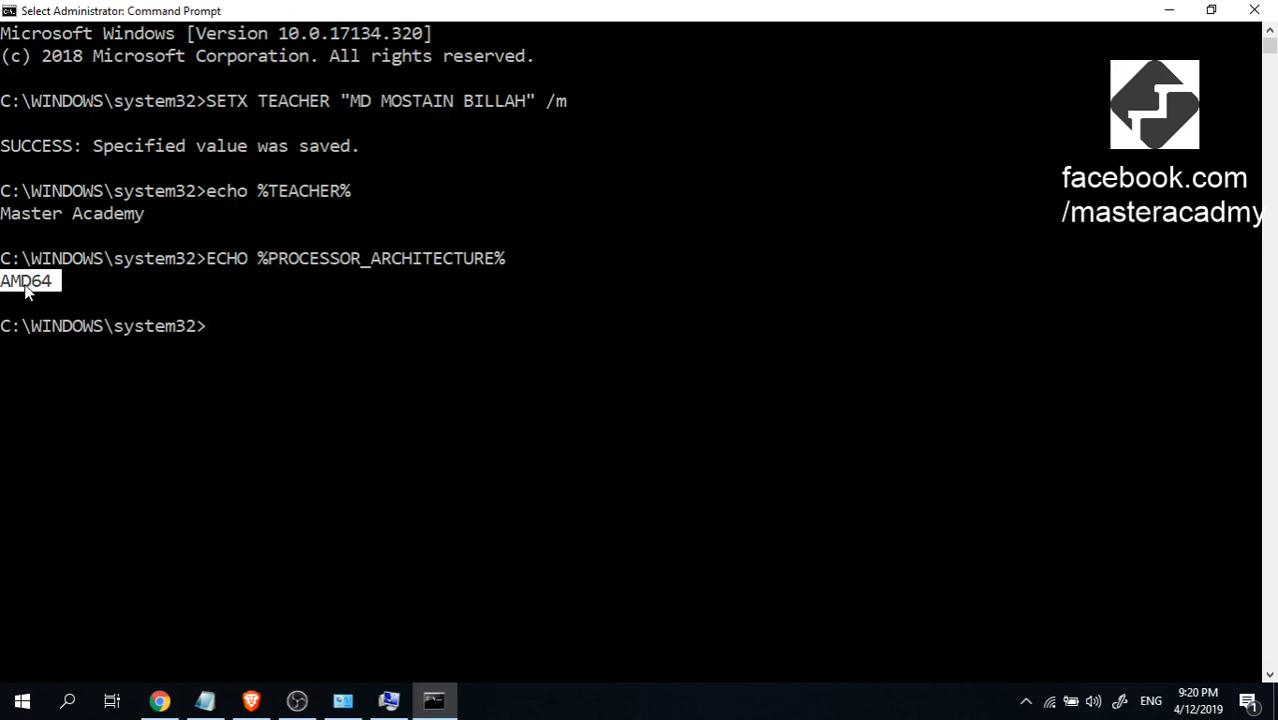 Select Administrator: Command Prompt
Microsoft Windows [Version 10.0.17134.320]
(c) 2018 Microsoft Corporation. All rights reserved.
C:\WINDOWS\system32>SETX TEACHER "MD MOSTAIN BILLAH" /m
SUCCESS: Specified value was saved.
C:\WINDOWS\system32>echo %TEACHER%
Master Academy
C:\WINDOWS\system32>ECHO %PROCESSOR_ARCHITECTURE%
AMD64
C:\WINDOWS\system32>
facebook.com
/masteracadmy
ENG
9:20 PM
4/12/2019
1